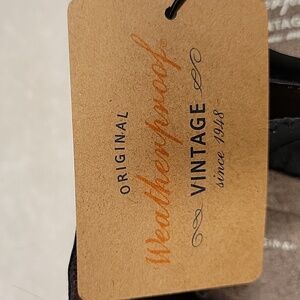 ORIGINAL
Weatherproof
VINTAGE
since 1948